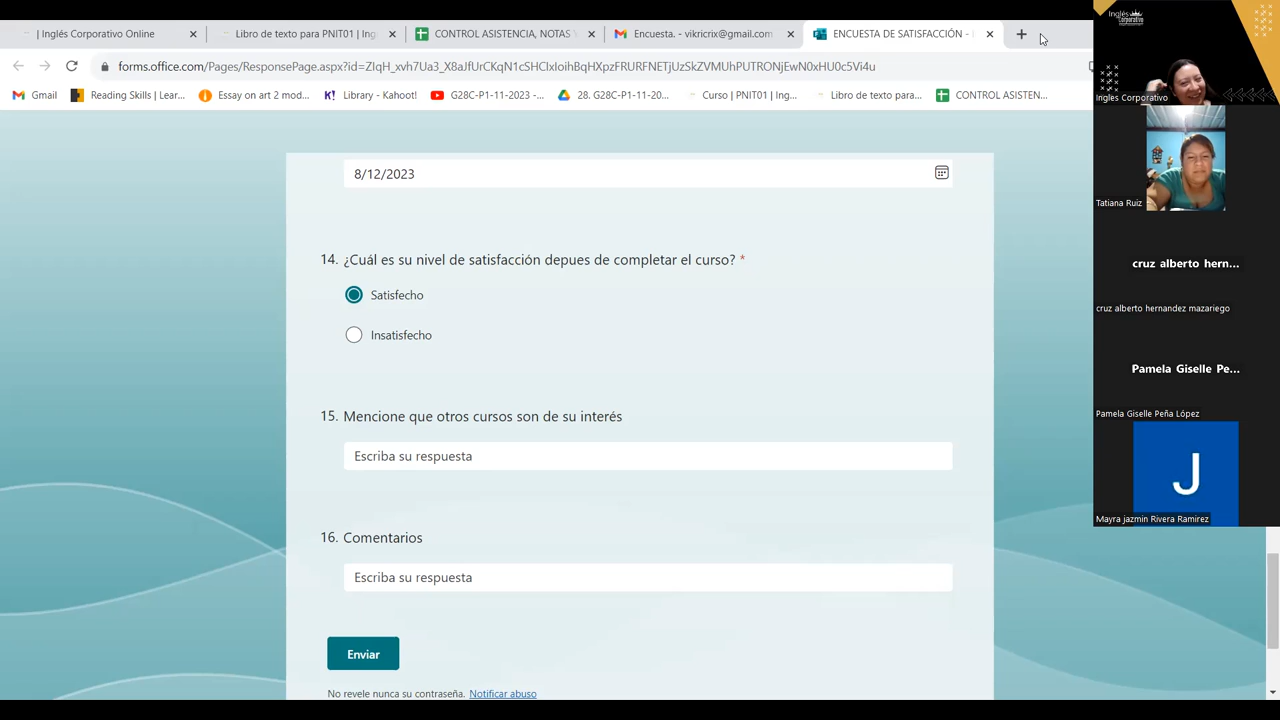 | Inglés Corporativo Online
Libro de texto para PNIT01 | Ing
CONTROL ASISTENCIA, NOTAS Y
Encuesta. - vikricrix@gmail.com
ENCUESTA DE SATISFACCIÓN -
forms.office.com/Pages/ResponsePage.aspx?id=ZIqH_xvh7Ua3_X8aJfUrCKqN1cSHCIxIoihBqHXpzFRURFNETjUzSkZVMUhPUTRONjEwN0xHU0c5Vi4u
Gmail
Reading Skills | Lear...
Essay on art 2 mod...
Library - Kahoot
G28C-P1-11-2023 -...
28. G28C-P1-11-20...
Curso | PNIT01 | Ing...
Libro de texto para...
CONTROL ASISTEN...
8/12/2023
14. ¿Cuál es su nivel de satisfacción depues de completar el curso? *
Satisfecho
Insatisfecho
15. Mencione que otros cursos son de su interés
Escriba su respuesta
16. Comentarios
Escriba su respuesta
Enviar
No revele nunca su contraseña. Notificar abuso
Inglés
Corporativo
Ingles Corporativo
Tatiana Ruiz
cruz alberto hern...
cruz alberto hernandez mazariego
Pamela Giselle Pe...
Pamela Giselle Peña López
J
Mayra jazmin Rivera Ramirez